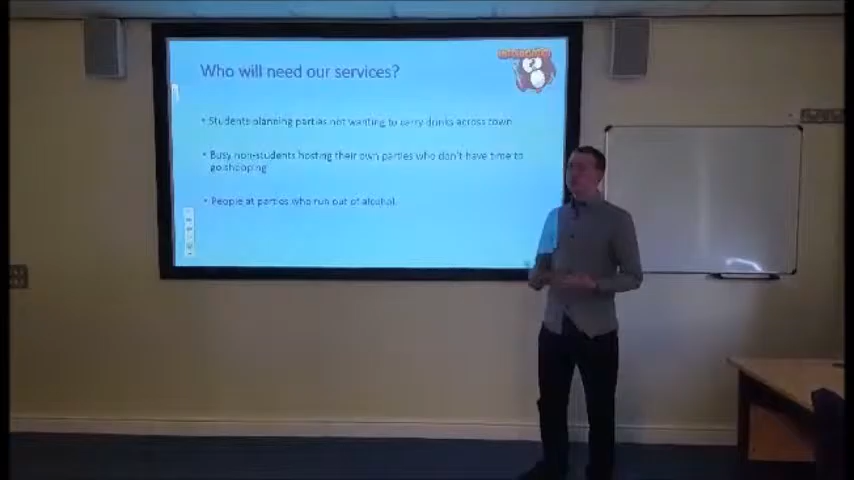 Who will need our services?
• Students planning parties not wanting to carry drinks across town
• Busy non-students hosting their own parties who don't have time to
go shopping
• People at parties who run out of alcohol.